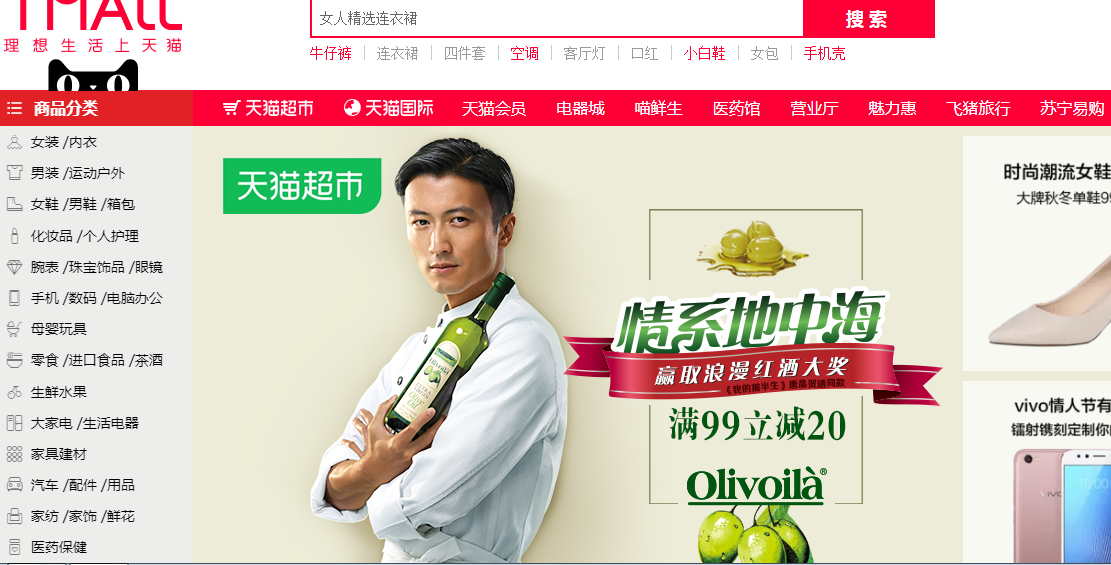 TMALL
理想生活上天猫
女人精选连衣裙
搜 索
牛仔裤 连衣裙 四件套 空调 客厅灯 口红 小白鞋 女包 手机壳
商品分类
天猫超市 天猫国际 天猫会员 电器城 喵鲜生 医药馆 营业厅 魅力惠 飞猪旅行 苏宁易购
女装 /内衣
男装 /运动户外
女鞋 /男鞋 /箱包
化妆品 /个人护理
腕表 /珠宝饰品 /眼镜
手机 /数码 /电脑办公
母婴玩具
零食 /进口食品 /茶酒
生鲜水果
大家电 /生活电器
家具建材
汽车 /配件 /用品
家纺 /家饰 /鲜花
医药保健
天猫超市
Olivoilà
情系地中海
赢取浪漫红酒大奖
《我的前半生》唐晶贺涵同款
满99立减20
Olivoilà®
时尚潮流女鞋
大牌秋冬单鞋99
vivo情人节有
镭射镌刻定制你的
vivo
10:00